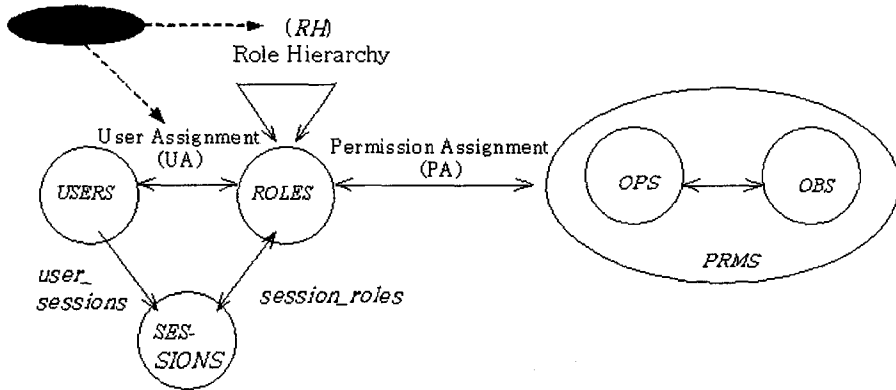 (RH)
Role Hierarchy
User Assignment
(UA)
Permission Assignment
(PA)
USERS
ROLES
OPS
OBS
PRMS
user_
sessions
session_roles
SES-
SIONS